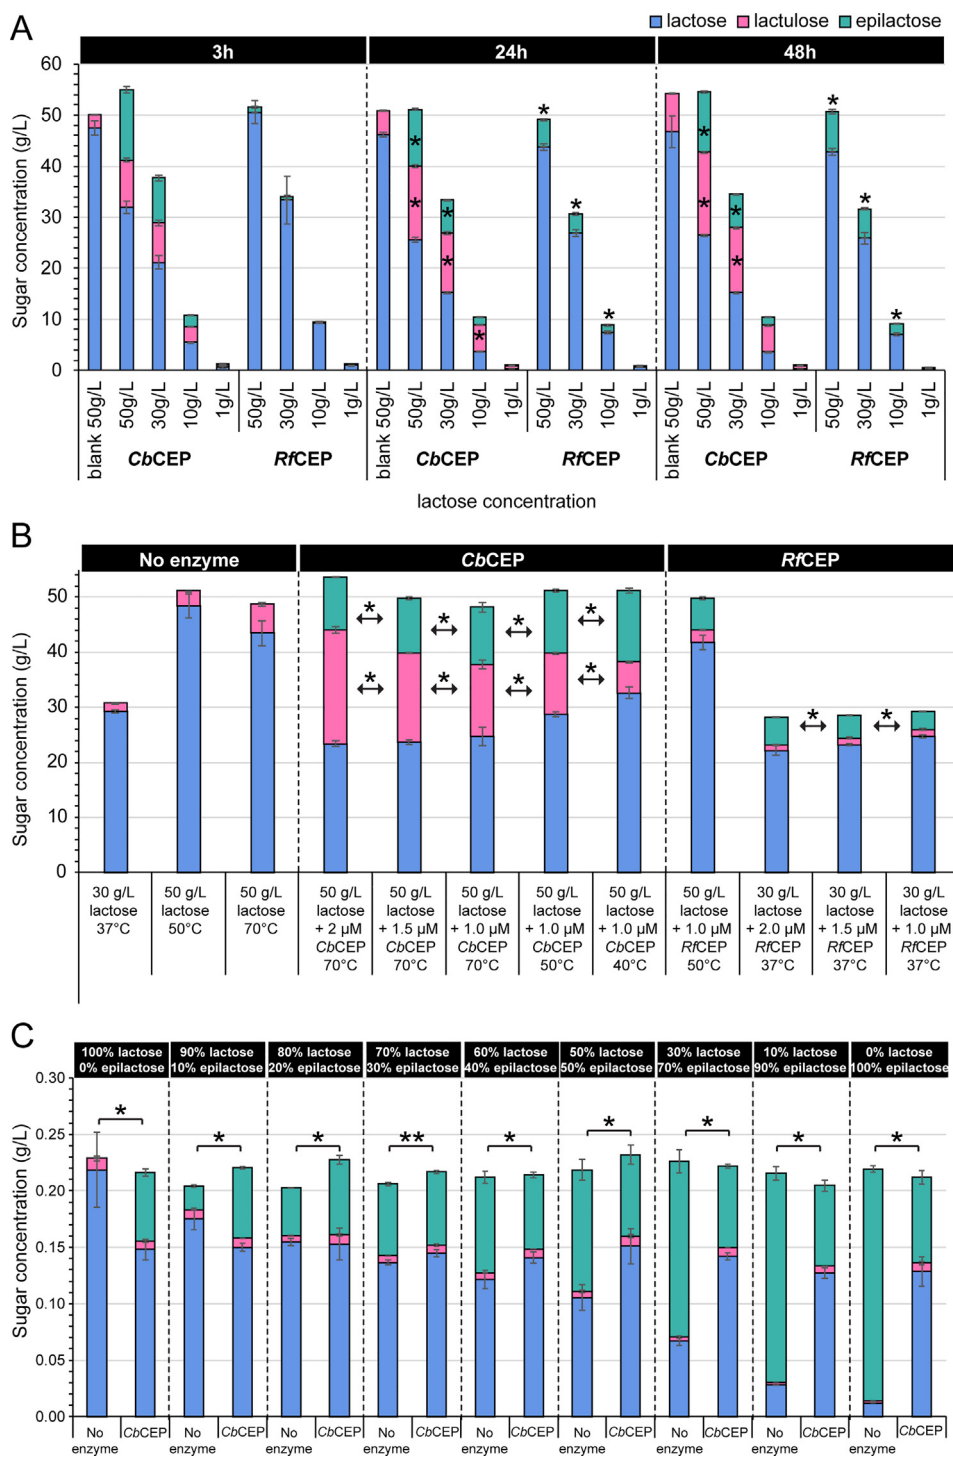 A
lactose lactulose epilactose
3h 24h 48h
Sugar concentration (g/L)
60
50
40
30
20
10
0
blank 50g/L 50g/L 30g/L 10g/L 1g/L 50g/L 30g/L 10g/L 1g/L blank 50g/L 50g/L 30g/L 10g/L 1g/L 50g/L 30g/L 10g/L 1g/L blank 50g/L 50g/L 30g/L 10g/L 1g/L 50g/L 30g/L 10g/L 1g/L
CbCEP RfCEP CbCEP RfCEP CbCEP RfCEP
lactose concentration
B
No enzyme CbCEP RfCEP
Sugar concentration (g/L)
50
40
30
20
10
0
30 g/L 50 g/L 50 g/L 50 g/L 50 g/L 50 g/L 50 g/L 50 g/L 50 g/L 30 g/L 30 g/L 30 g/L
lactose lactose lactose lactose lactose lactose lactose lactose lactose lactose lactose lactose
37°C 50°C 70°C + 2 µM + 1.5 µM + 1.0 µM + 1.0 µM + 1.0 µM + 1.0 µM + 2.0 µM + 1.5 µM + 1.0 µM
CbCEP CbCEP CbCEP CbCEP CbCEP RfCEP RfCEP RfCEP RfCEP
70°C 70°C 70°C 50°C 40°C 50°C 37°C 37°C 37°C
C
100% lactose 90% lactose 80% lactose 70% lactose 60% lactose 50% lactose 30% lactose 10% lactose 0% lactose
0% epilactose 10% epilactose 20% epilactose 30% epilactose 40% epilactose 50% epilactose 70% epilactose 90% epilactose 100% epilactose
Sugar concentration (g/L)
0.30
0.25
0.20
0.15
0.10
0.05
0.00
No CbCEP No CbCEP No CbCEP No CbCEP No CbCEP No CbCEP No CbCEP No CbCEP No CbCEP
enzyme enzyme enzyme enzyme enzyme enzyme enzyme enzyme enzyme